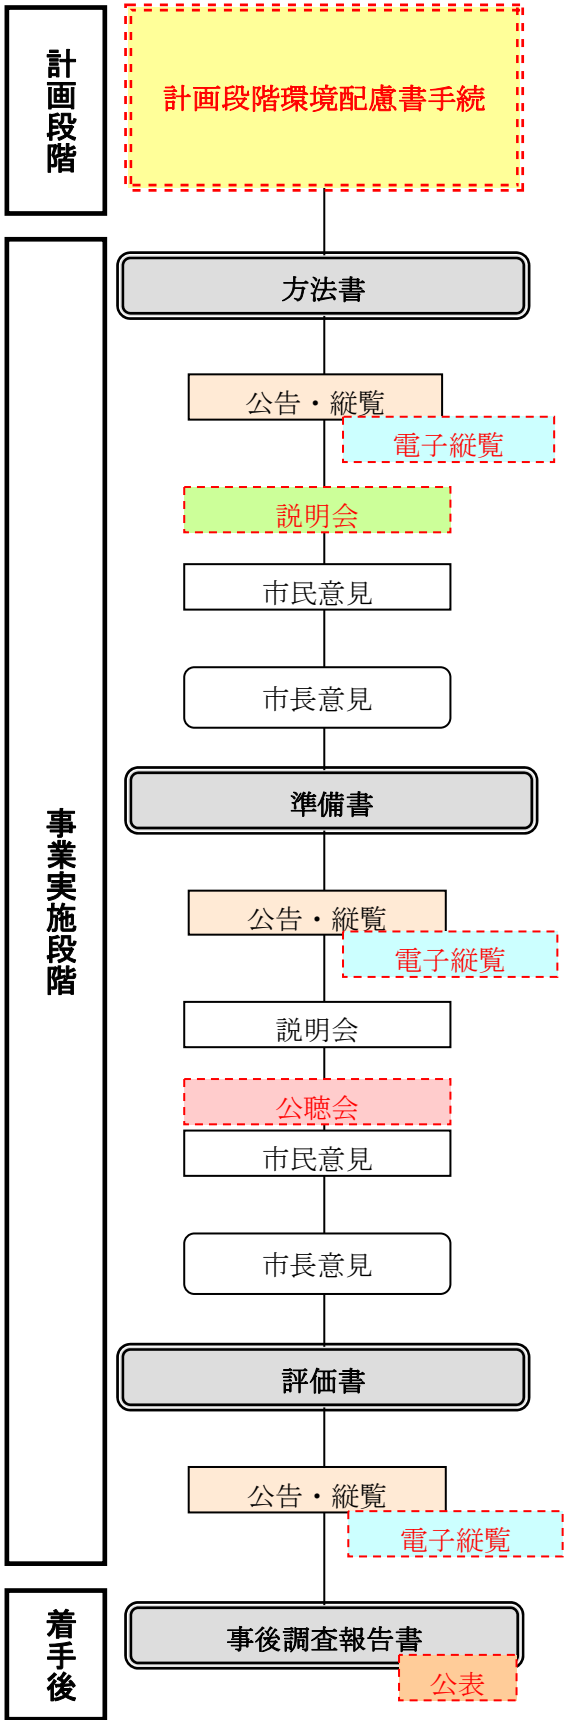 計画段階
計画段階環境配慮書手続
事業実施段階
方法書
公告・縦覧
電子縦覧
説明会
市民意見
市長意見
準備書
公告・縦覧
電子縦覧
説明会
公聴会
市民意見
市長意見
評価書
公告・縦覧
電子縦覧
着手後
事後調査報告書
公表